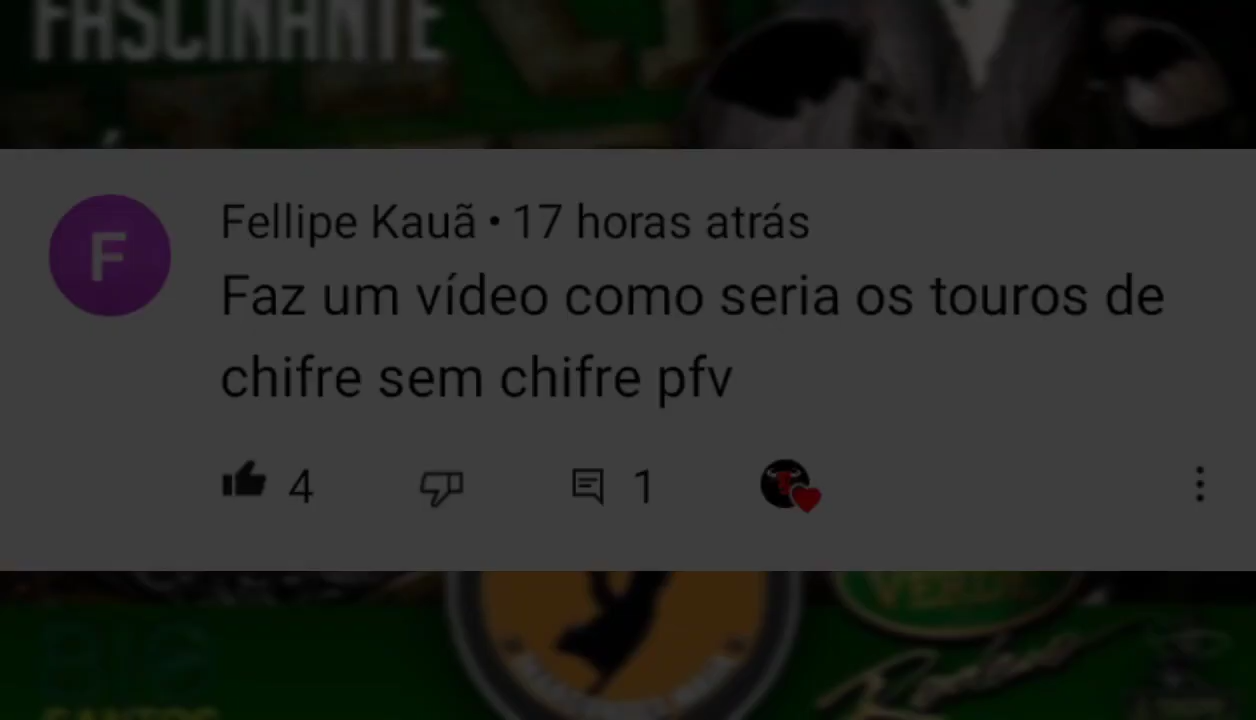 FASCINANTE
F
Fellipe Kauã • 17 horas atrás
Faz um vídeo como seria os touros de
chifre sem chifre pfv
4
1
VERDE